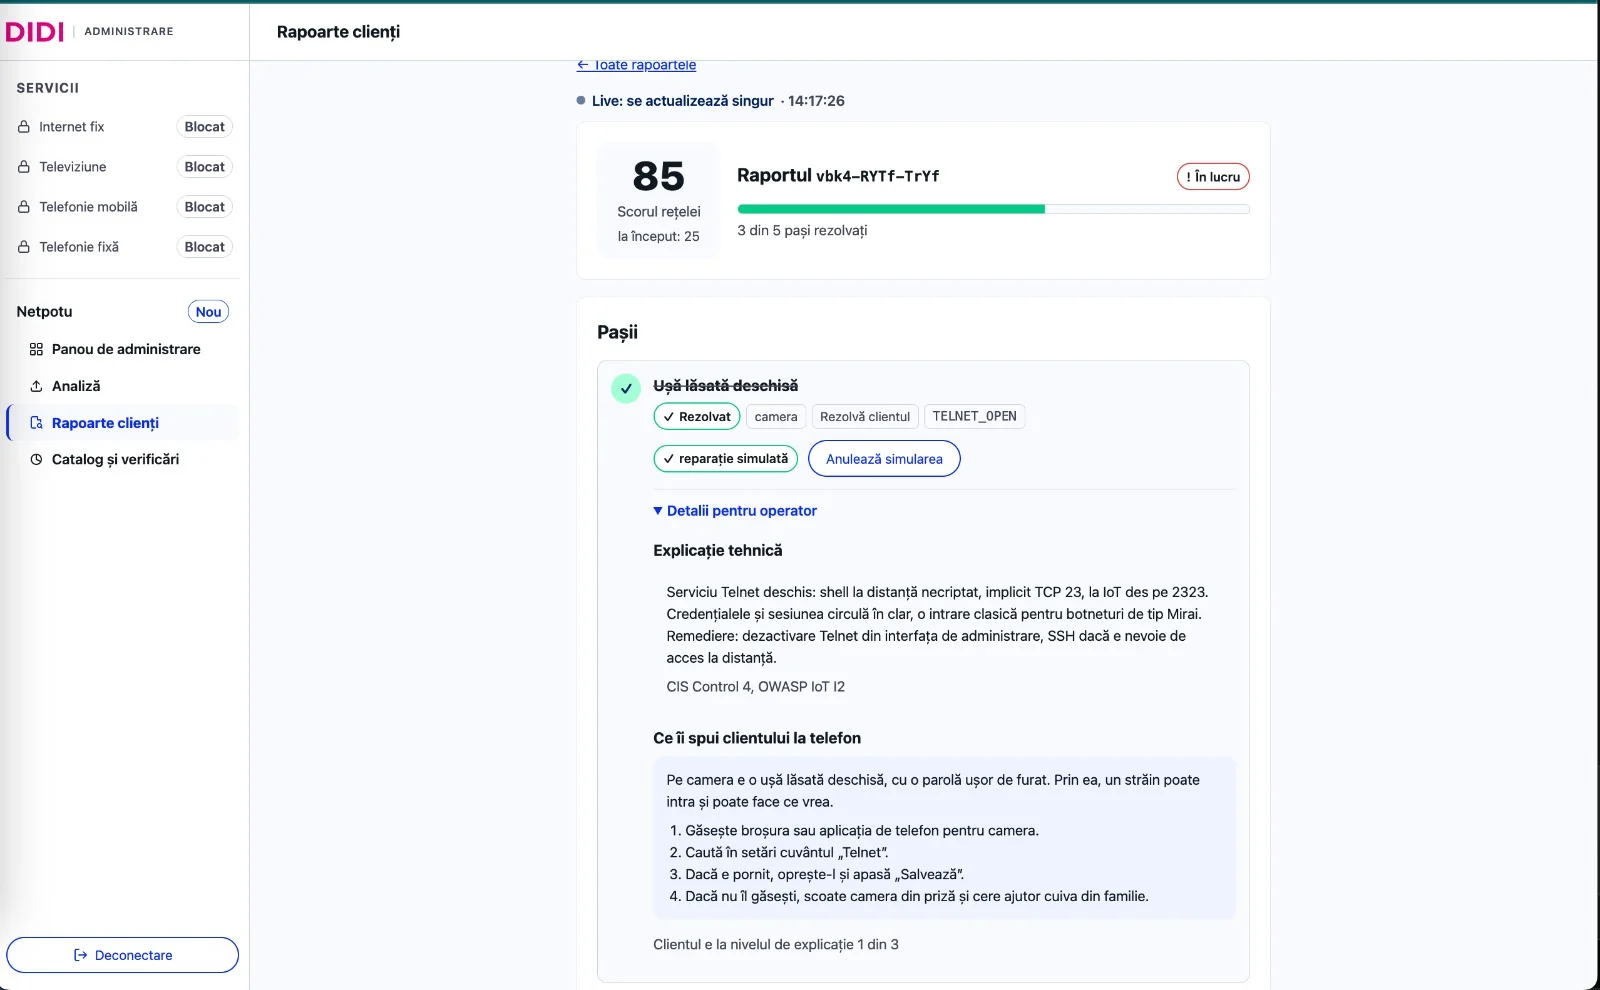 DIDI | ADMINISTRARE
Rapoarte clienți
SERVICII
Internet fix Blocat
Televiziune Blocat
Telefonie mobilă Blocat
Telefonie fixă Blocat
Netpotu Nou
Panou de administrare
Analiză
Rapoarte clienți
Catalog și verificări
Deconectare
← Toate rapoartele
Live: se actualizează singur · 14:17:26
85
Scorul rețelei
la început: 25
Raportul vbk4-RYTf-TrYf
! În lucru
3 din 5 pași rezolvați
Pașii
Ușă lăsată deschisă
✓ Rezolvat camera Rezolvă clientul TELNET_OPEN
✓ reparație simulată Anulează simularea
▼ Detalii pentru operator
Explicație tehnică
Serviciu Telnet deschis: shell la distanță necriptat, implicit TCP 23, la IoT des pe 2323.
Credențialele și sesiunea circulă în clar, o intrare clasică pentru botneturi de tip Mirai.
Remediere: dezactivare Telnet din interfața de administrare, SSH dacă e nevoie de
acces la distanță.
CIS Control 4, OWASP IoT I2
Ce îi spui clientului la telefon
Pe camera e o ușă lăsată deschisă, cu o parolă ușor de furat. Prin ea, un străin poate
intra și poate face ce vrea.
1. Găsește broșura sau aplicația de telefon pentru camera.
2. Caută în setări cuvântul „Telnet”.
3. Dacă e pornit, oprește-l și apasă „Salvează”.
4. Dacă nu îl găsești, scoate camera din priză și cere ajutor cuiva din familie.
Clientul e la nivelul de explicație 1 din 3